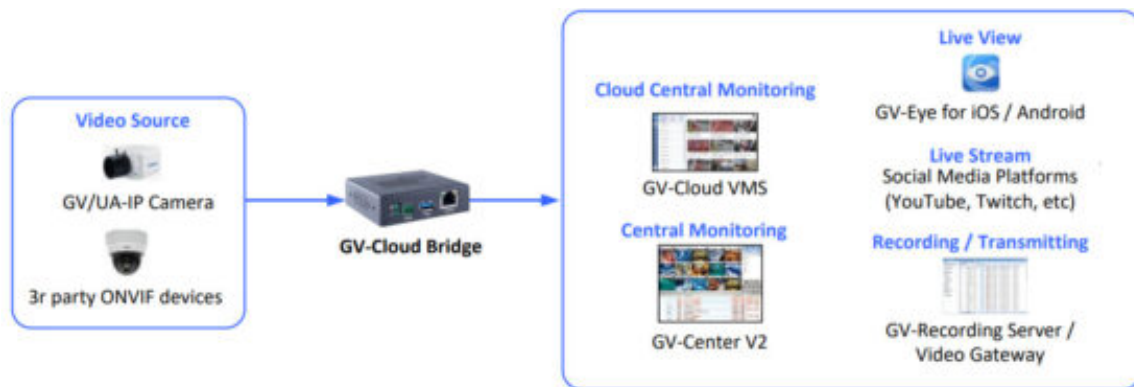 Video Source
GV/UA-IP Camera
3r party ONVIF devices
GV-Cloud Bridge
Cloud Central Monitoring
GV-Cloud VMS
Central Monitoring
GV-Center V2
Live View
GV-Eye for iOS / Android
Live Stream
Social Media Platforms
(YouTube, Twitch, etc)
Recording / Transmitting
GV-Recording Server /
Video Gateway